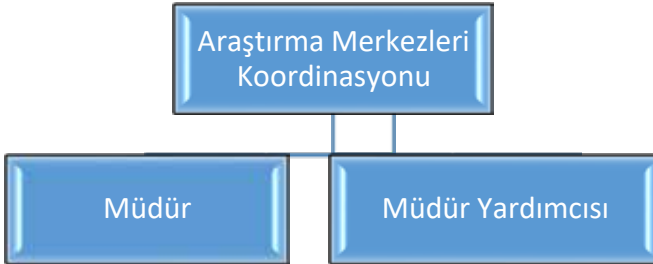 Araştırma Merkezleri
Koordinasyonu
Müdür
Müdür Yardımcısı